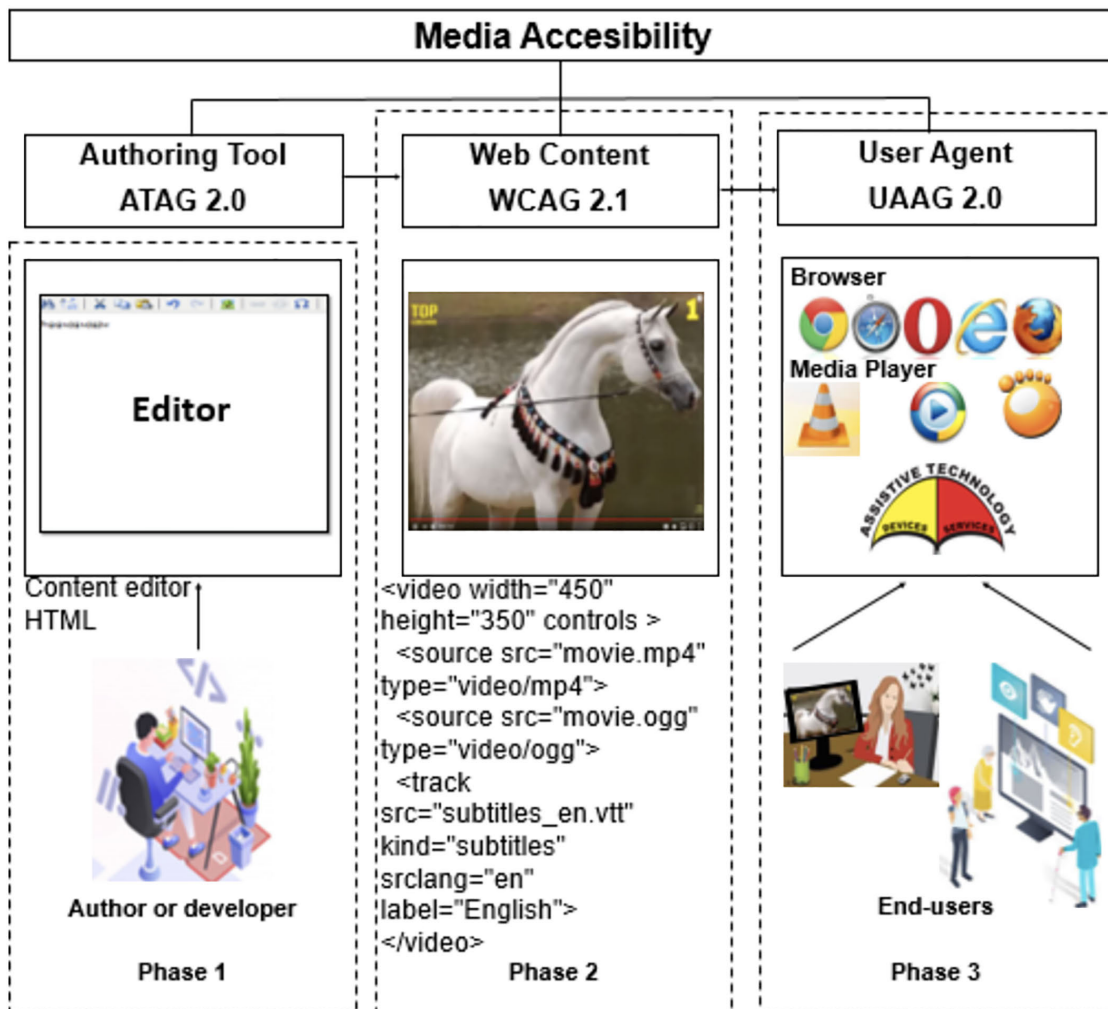 Media Accesibility
Authoring Tool
ATAG 2.0
Web Content
WCAG 2.1
User Agent
UAAG 2.0
Editor
Content editor
HTML
Author or developer
Phase 1
TOP
1
<video width="450"
height="350" controls >
<source src="movie.mp4"
type="video/mp4">
<source src="movie.ogg"
type="video/ogg">
<track
src="subtitles_en.vtt"
kind="subtitles"
srclang="en"
label="English">
</video>
Phase 2
Browser
Media Player
ASSISTIVE TECHNOLOGY
DEVICES
SERVICES
End-users
Phase 3